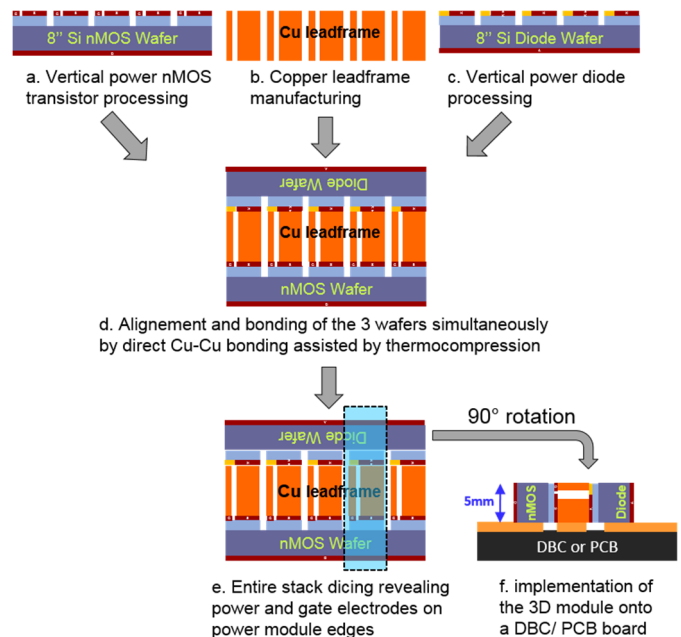 8” Si nMOS Wafer
Cu leadframe
8” Si Diode Wafer
a. Vertical power nMOS
transistor processing
b. Copper leadframe
manufacturing
c. Vertical power diode
processing
Diode Wafer
Cu leadframe
nMOS Wafer
d. Alignement and bonding of the 3 wafers simultaneously
by direct Cu-Cu bonding assisted by thermocompression
90° rotation
Diode Wafer
Cu leadframe
nMOS Wafer
5mm
nMOS
Diode
DBC or PCB
e. Entire stack dicing revealing
power and gate electrodes on
power module edges
f. implementation of
the 3D module onto
a DBC/ PCB board